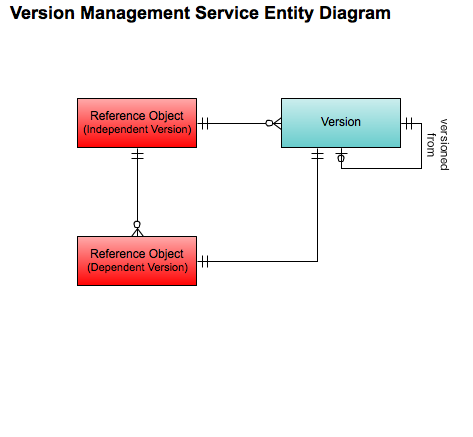 Version Management Service Entity Diagram
Reference Object
(Independent Version)
Version
versioned
from
Reference Object
(Dependent Version)